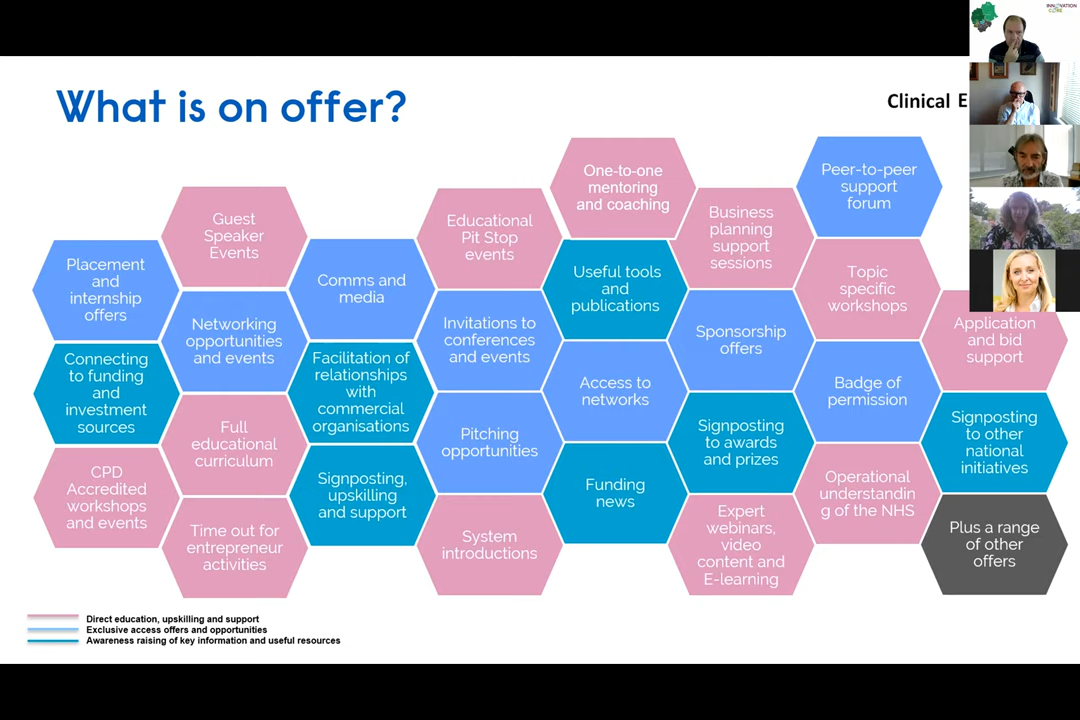 What is on offer?
Clinical E
INNOVATION
Placement
and
internship
offers
Connecting
to funding
and
investment
sources
CPD
Accredited
workshops
and events
Guest
Speaker
Events
Networking
opportunities
and events
Full
educational
curriculum
Time out for
entrepreneur
activities
Comms and
media
Facilitation of
relationships
with
commercial
organisations
Signposting,
upskilling
and support
Educational
Pit Stop
events
Invitations to
conferences
and events
Pitching
opportunities
System
introductions
One-to-one
mentoring
and coaching
Useful tools
and
publications
Access to
networks
Funding
news
Business
planning
support
sessions
Sponsorship
offers
Signposting
to awards
and prizes
Expert
webinars,
video
content and
E-learning
Peer-to-peer
support
forum
Topic
specific
workshops
Badge of
permission
Operational
understandin
g of the NHS
Application
and bid
support
Signposting
to other
national
initiatives
Plus a range
of other
offers
Direct education, upskilling and support
Exclusive access offers and opportunities
Awareness raising of key information and useful resources